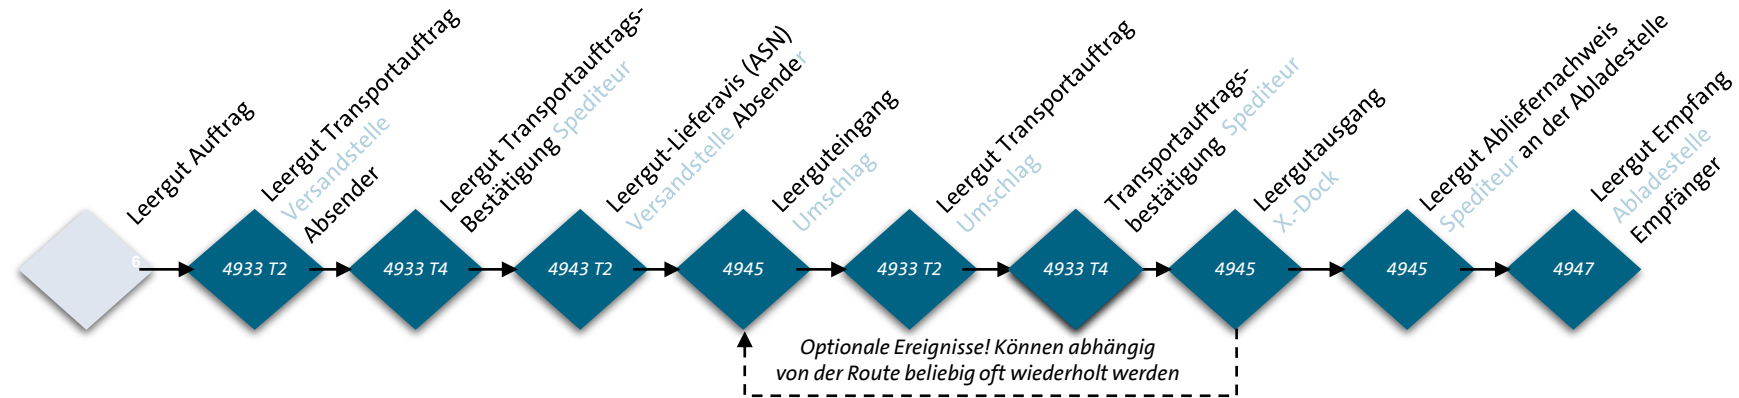 Leergut Auftrag
Leergut Transportauftrag
Versandstelle
Absender
Leergut Transportauftrags-
Bestätigung Spediteur
Leergut-Lieferavis (ASN)
Versandstelle Absender
Leerguteingang
Umschlag
Leergut Transportauftrag
Umschlag
Transportauftrags-
bestätigung Spediteur
Leergutausgang
X.-Dock
Leergut Abliefernachweis
Spediteur an der Abladestelle
Leergut Empfang
Abladestelle
Empfänger
6
4933 T2
4933 T4
4943 T2
4945
4933 T2
4933 T4
4945
4945
4947
Optionale Ereignisse! Können abhängig
von der Route beliebig oft wiederholt werden